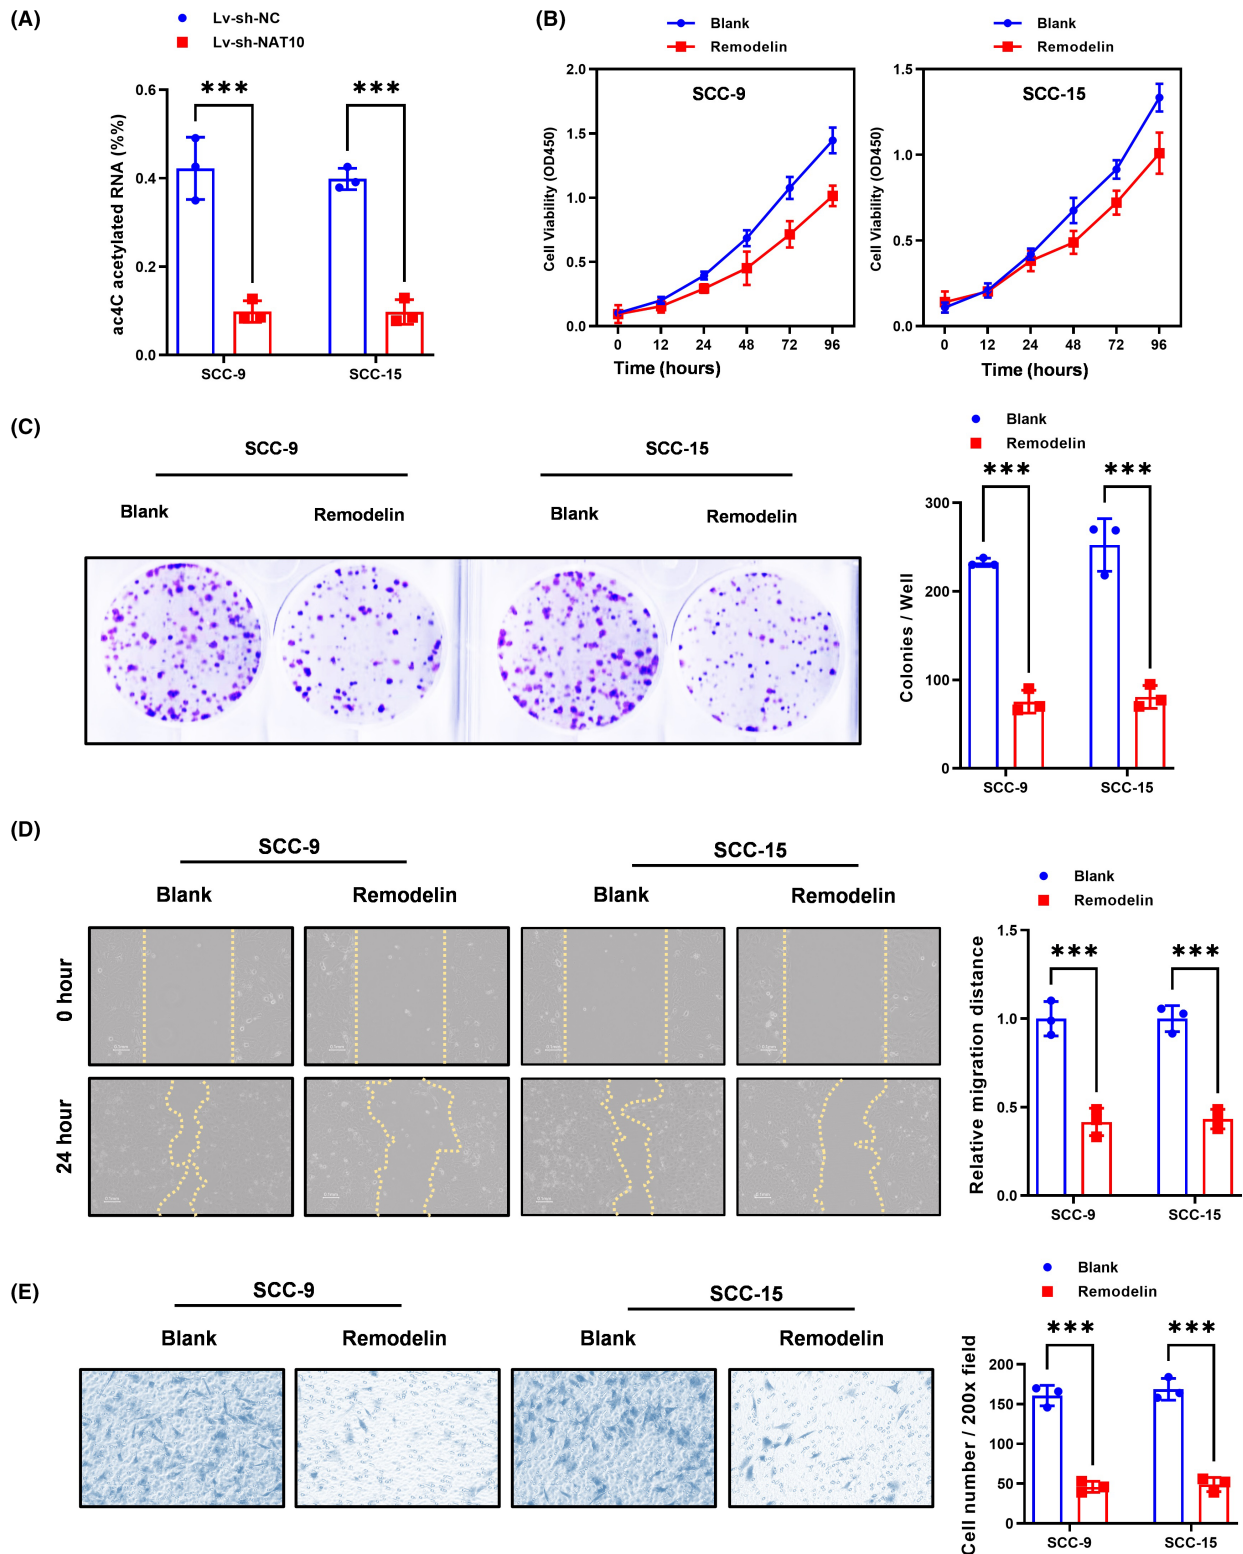 (A)
Lv-sh-NC
Lv-sh-NAT10
ac4C acetylated RNA (%%)
0.6
0.4
0.2
0.0
***
***
SCC-9
SCC-15
(B)
Blank
Remodelin
SCC-9
Cell Viability (OD450)
2.0
1.5
1.0
0.5
0.0
0
12
24
48
72
96
Time (hours)
Blank
Remodelin
SCC-15
Cell Viability (OD450)
1.5
1.0
0.5
0.0
0
12
24
48
72
96
Time (hours)
(C)
SCC-9
SCC-15
Blank
Remodelin
Blank
Remodelin
Blank
Remodelin
Colonies / Well
300
200
100
0
***
***
SCC-9
SCC-15
(D)
SCC-9
SCC-15
Blank
Remodelin
Blank
Remodelin
0 hour
24 hour
Blank
Remodelin
Relative migration distance
1.5
1.0
0.5
0.0
***
***
SCC-9
SCC-15
(E)
SCC-9
SCC-15
Blank
Remodelin
Blank
Remodelin
Blank
Remodelin
Cell number / 200x field
200
150
100
50
0
***
***
SCC-9
SCC-15